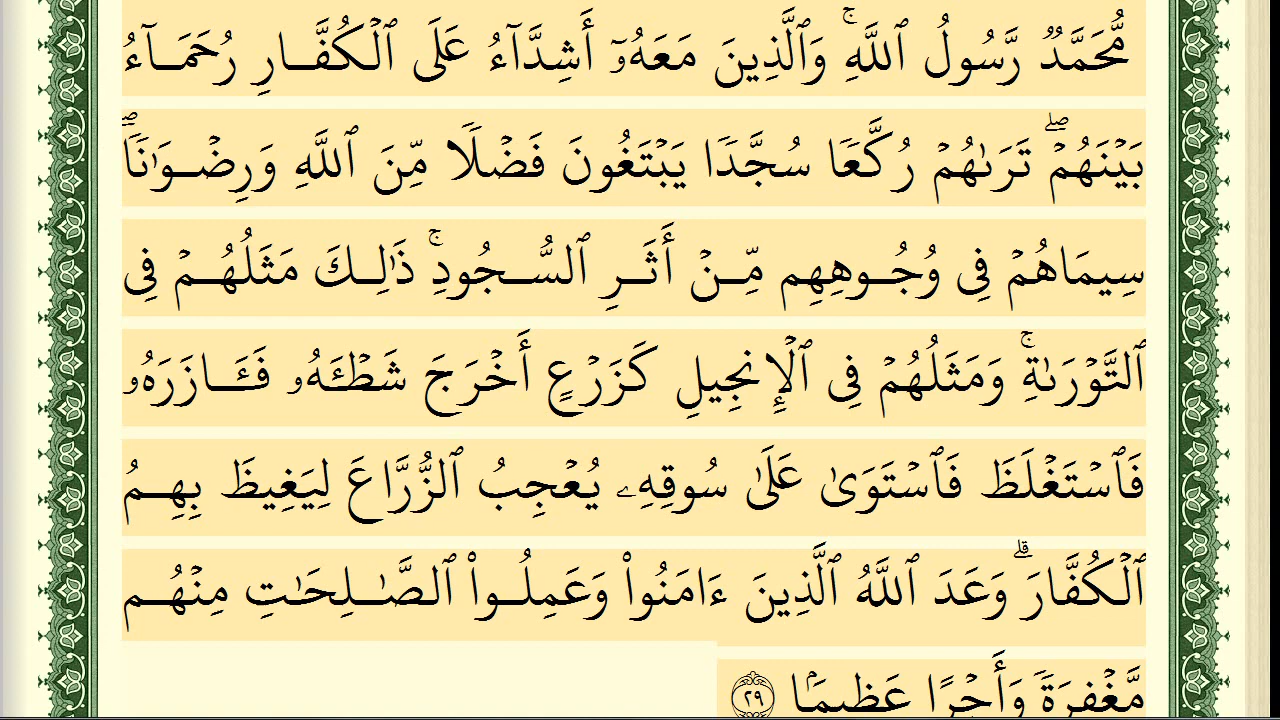 مُّحَمَّدٌ رَّسُولُ ٱللَّهِۚ وَٱلَّذِينَ مَعَهُۥٓ أَشِدَّآءُ عَلَى ٱلۡكُفَّارِ رُحَمَآءُ
بَيۡنَهُمۡۖ تَرَىٰهُمۡ رُكَّعٗا سُجَّدٗا يَبۡتَغُونَ فَضۡلٗا مِّنَ ٱللَّهِ وَرِضۡوَٰنٗاۖ
سِيمَاهُمۡ فِي وُجُوهِهِم مِّنۡ أَثَرِ ٱلسُّجُودِۚ ذَٰلِكَ مَثَلُهُمۡ فِي
ٱلتَّوۡرَىٰةِۚ وَمَثَلُهُمۡ فِي ٱلۡإِنجِيلِ كَزَرۡعٍ أَخۡرَجَ شَطۡـَٔهُۥ فَـَٔازَرَهُۥ
فَٱسۡتَغۡلَظَ فَٱسۡتَوَىٰ عَلَىٰ سُوقِهِۦ يُعۡجِبُ ٱلزُّرَّاعَ لِيَغِيظَ بِهِمُ
ٱلۡكُفَّارَۗ وَعَدَ ٱللَّهُ ٱلَّذِينَ ءَامَنُواْ وَعَمِلُواْ ٱلصَّٰلِحَٰتِ مِنۡهُم
مَّغۡفِرَةٗ وَأَجۡرًا عَظِيمَۢا ٢٩